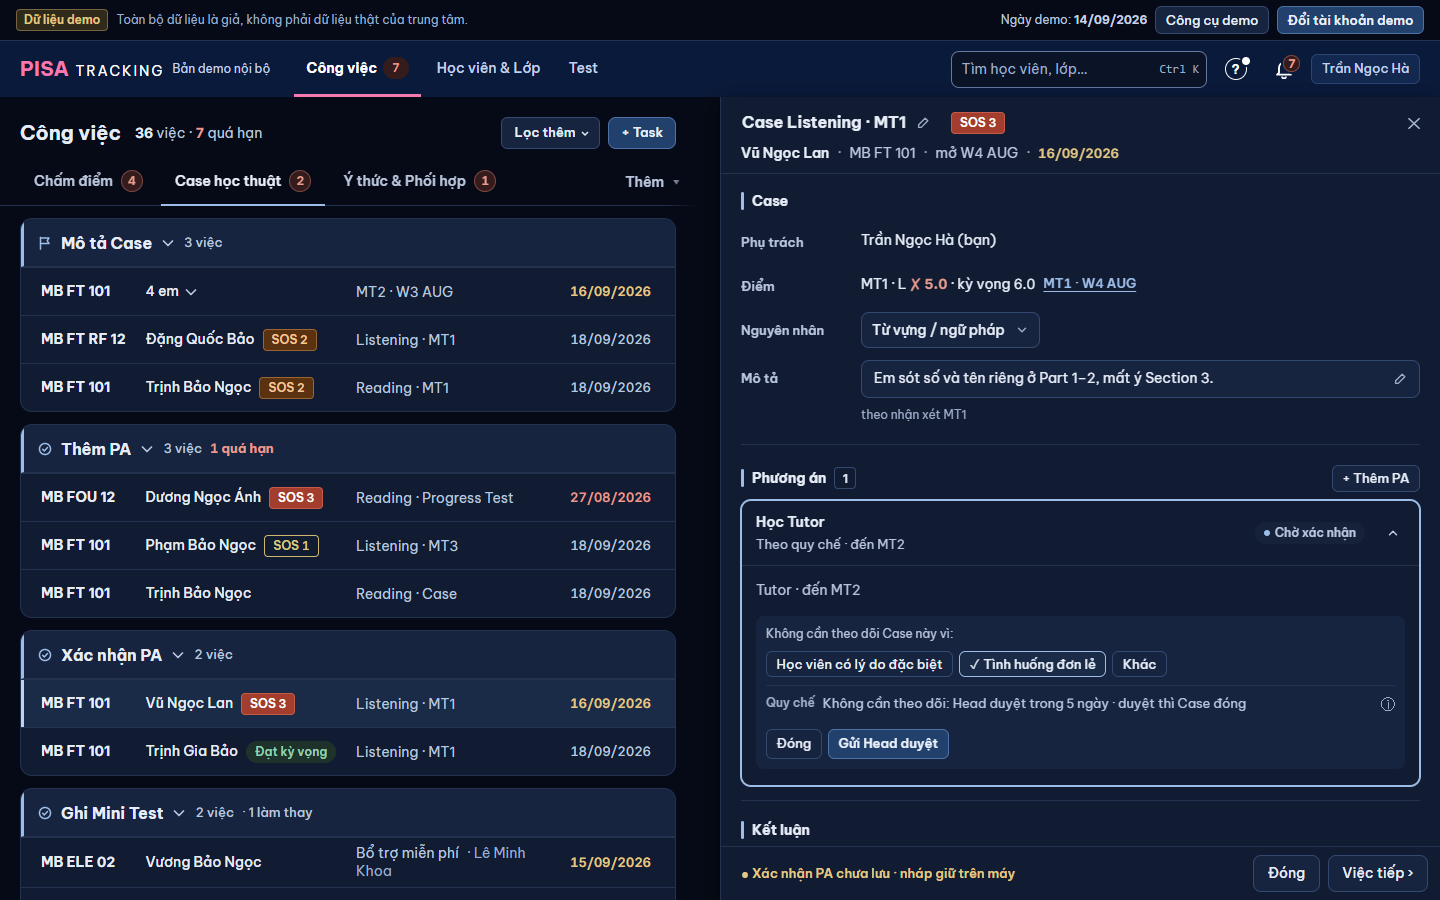 Dữ liệu demo Toàn bộ dữ liệu là giả, không phải dữ liệu thật của trung tâm. Ngày demo: 14/09/2026 Công cụ demo Đổi tài khoản demo
PISA TRACKING Bản demo nội bộ Công việc 7 Học viên & Lớp Test Tìm học viên, lớp... Ctrl K ? 7 Trần Ngọc Hà
Công việc 36 việc · 7 quá hạn Lọc thêm + Task
Chấm điểm 4 Case học thuật 2 Ý thức & Phối hợp 1 Thêm
Mô tả Case 3 việc
MB FT 101 4 em MT2 · W3 AUG 16/09/2026
MB FT RF 12 Đặng Quốc Bảo SOS 2 Listening · MT1 18/09/2026
MB FT 101 Trịnh Bảo Ngọc SOS 2 Reading · MT1 18/09/2026
Thêm PA 3 việc 1 quá hạn
MB FOU 12 Dương Ngọc Ánh SOS 3 Reading · Progress Test 27/08/2026
MB FT 101 Phạm Bảo Ngọc SOS 1 Listening · MT3 18/09/2026
MB FT 101 Trịnh Bảo Ngọc Reading · Case 18/09/2026
Xác nhận PA 2 việc
MB FT 101 Vũ Ngọc Lan SOS 3 Listening · MT1 16/09/2026
MB FT 101 Trịnh Gia Bảo Đạt kỳ vọng Listening · MT1 18/09/2026
Ghi Mini Test 2 việc · 1 làm thay
MB ELE 02 Vương Bảo Ngọc Bổ trợ miễn phí · Lê Minh Khoa 15/09/2026
Case Listening · MT1 SOS 3
Vũ Ngọc Lan · MB FT 101 · mở W4 AUG · 16/09/2026
Case
Phụ trách Trần Ngọc Hà (bạn)
Điểm MT1 · L ✗ 5.0 · kỳ vọng 6.0 MT1 · W4 AUG
Nguyên nhân Từ vựng / ngữ pháp
Mô tả Em sót số và tên riêng ở Part 1–2, mất ý Section 3.
theo nhận xét MT1
Phương án 1 + Thêm PA
Học Tutor
Theo quy chế · đến MT2 Chờ xác nhận
Tutor · đến MT2
Không cần theo dõi Case này vì:
Học viên có lý do đặc biệt ✓ Tình huống đơn lẻ Khác
Quy chế Không cần theo dõi: Head duyệt trong 5 ngày · duyệt thì Case đóng
Đóng Gửi Head duyệt
Kết luận
Xác nhận PA chưa lưu · nháp giữ trên máy Đóng Việc tiếp ›